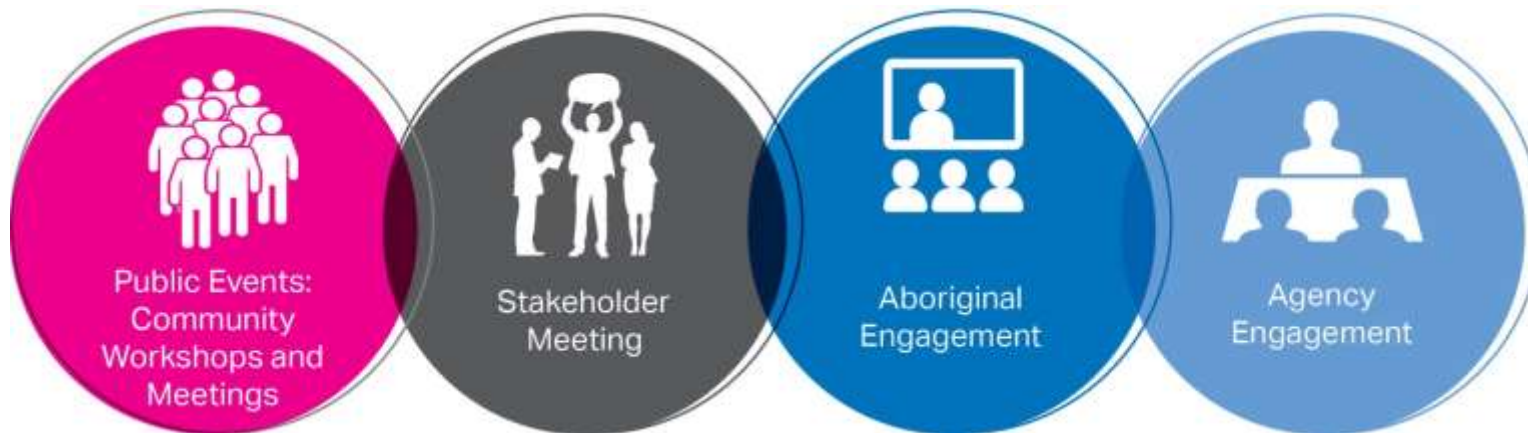 Public Events:
Community
Workshops and
Meetings
Stakeholder
Meeting
Aboriginal
Engagement
Agency
Engagement